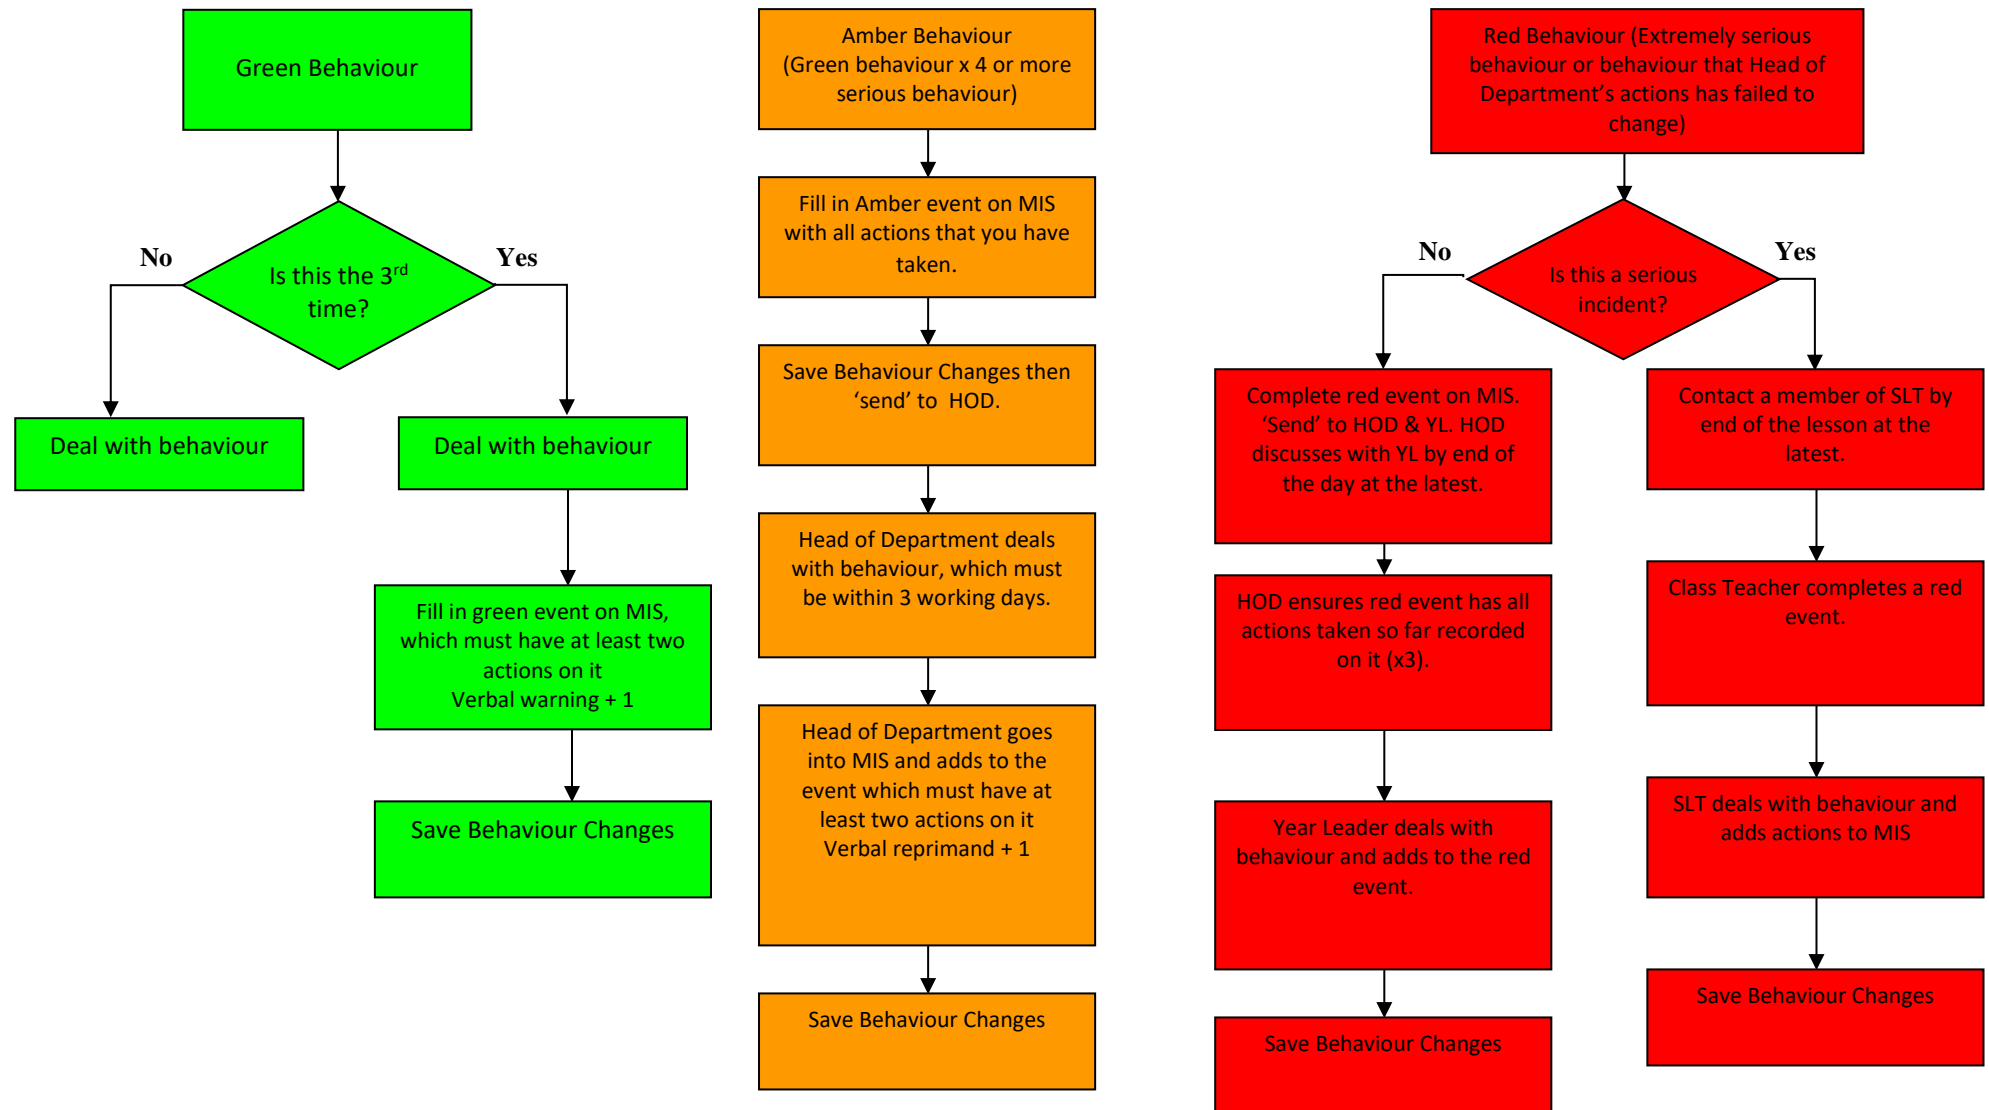 Green Behaviour
No
Is this the 3rd
time?
Yes
Deal with behaviour
Deal with behaviour
Fill in green event on MIS,
which must have at least two
actions on it
Verbal warning + 1
Save Behaviour Changes
Amber Behaviour
(Green behaviour x 4 or more
serious behaviour)
Fill in Amber event on MIS
with all actions that you have
taken.
Save Behaviour Changes then
‘send’ to HOD.
Head of Department deals
with behaviour, which must
be within 3 working days.
Head of Department goes
into MIS and adds to the
event which must have at
least two actions on it
Verbal reprimand + 1
Save Behaviour Changes
Red Behaviour (Extremely serious
behaviour or behaviour that Head of
Department’s actions has failed to
change)
No
Is this a serious
incident?
Yes
Complete red event on MIS.
‘Send’ to HOD & YL. HOD
discusses with YL by end of
the day at the latest.
HOD ensures red event has all
actions taken so far recorded
on it (x3).
Year Leader deals with
behaviour and adds to the red
event.
Save Behaviour Changes
Contact a member of SLT by
end of the lesson at the
latest.
Class Teacher completes a red
event.
SLT deals with behaviour and
adds actions to MIS
Save Behaviour Changes